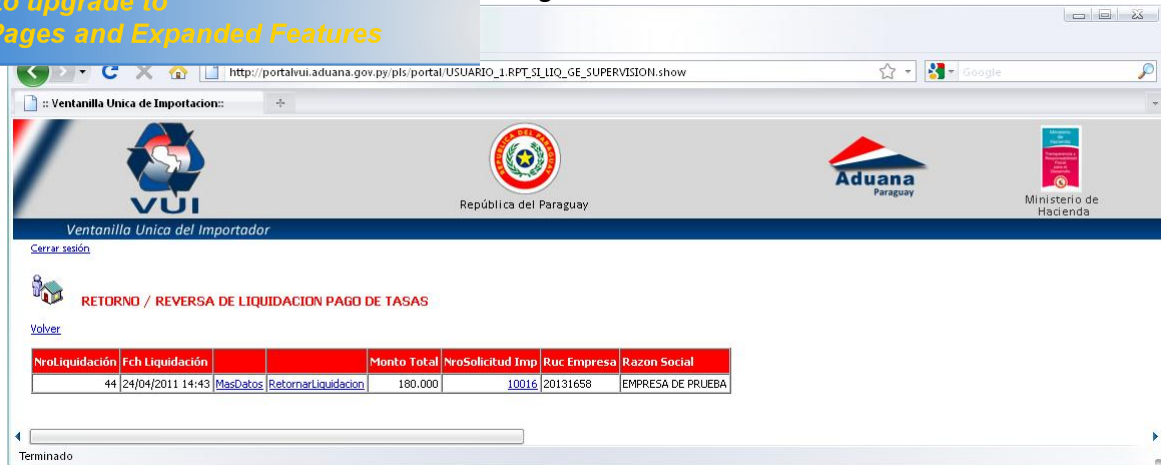 to upgrade to
Pages and Expanded Features
http://portalvui.aduana.gov.py/pls/portal/USUARIO_1.RPT_SI_LIQ_GE_SUPERVISION.show
Google
:: Ventanilla Unica de Importacion::
VUI
República del Paraguay
Aduana
Paraguay
Ministerio de
Hacienda
Ventanilla Unica del Importador
Cerrar sesión
RETORNO / REVERSA DE LIQUIDACION PAGO DE TASAS
Volver
NroLiquidación Fch Liquidación Monto Total NroSolicitud Imp Ruc Empresa Razon Social
44 24/04/2011 14:43 MasDatos RetornarLiquidacion 180.000 10016 20131658 EMPRESA DE PRUEBA
Terminado